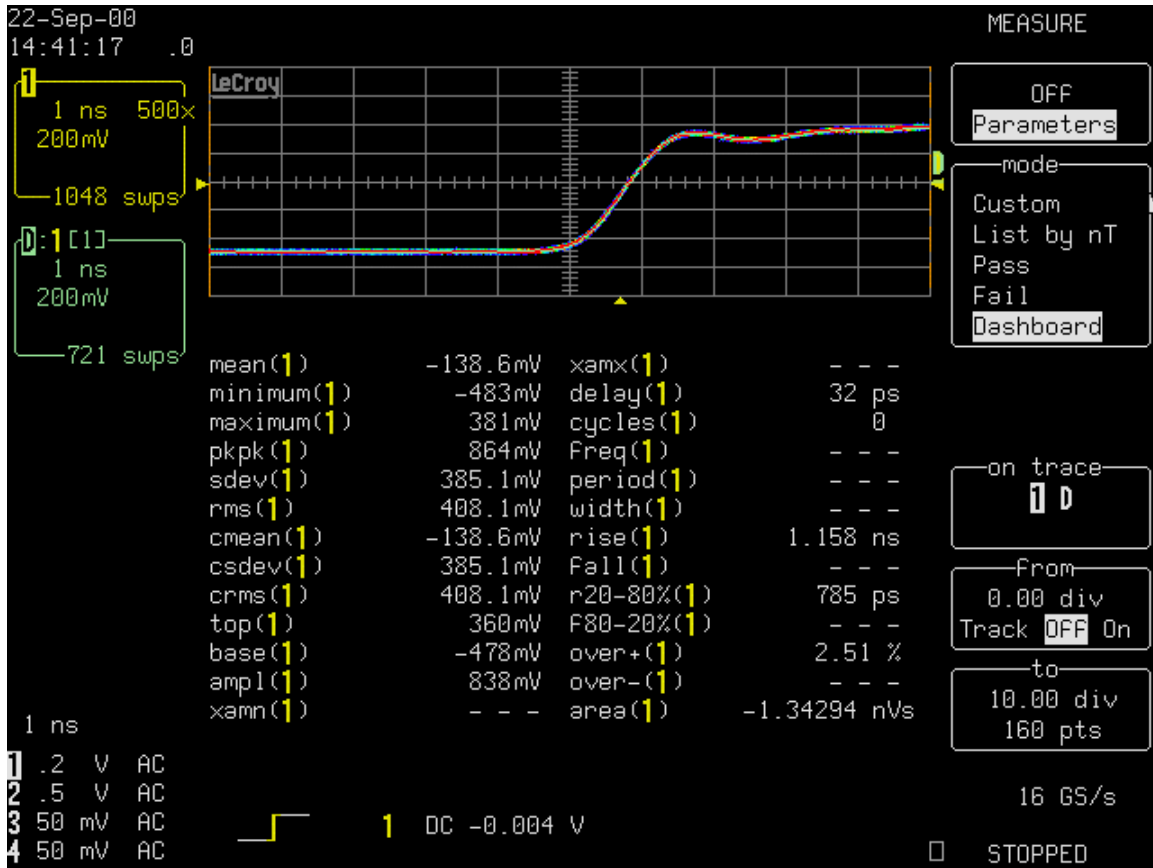 22-Sep-00
14:41:17 .0
MEASURE
1
1 ns 500x
200mV
1048 swps
D:1[1]
1 ns
200mV
721 swps
LeCroy
D
OFF
Parameters
mode
Custom
List by nT
Pass
Fail
Dashboard
on trace
1 D
From
0.00 div
Track OFF On
to
10.00 div
160 pts
mean(1) -138.6mV xamx(1) - - -
minimum(1) -483mV delay(1) 32 ps
maximum(1) 381mV cycles(1) 0
pkpk(1) 864mV Freq(1) - - -
sdev(1) 385.1mV period(1) - - -
rms(1) 408.1mV width(1) - - -
cmean(1) -138.6mV rise(1) 1.158 ns
csdev(1) 385.1mV Fall(1) - - -
crms(1) 408.1mV r20-80%(1) 785 ps
top(1) 360mV F80-20%(1) - - -
base(1) -478mV over+(1) 2.51 %
ampl(1) 838mV over-(1) - - -
xamn(1) - - - area(1) -1.34294 nVs
1 ns
1 .2 V AC
2 .5 V AC
3 50 mV AC
4 50 mV AC
1 DC -0.004 V
16 GS/s
STOPPED